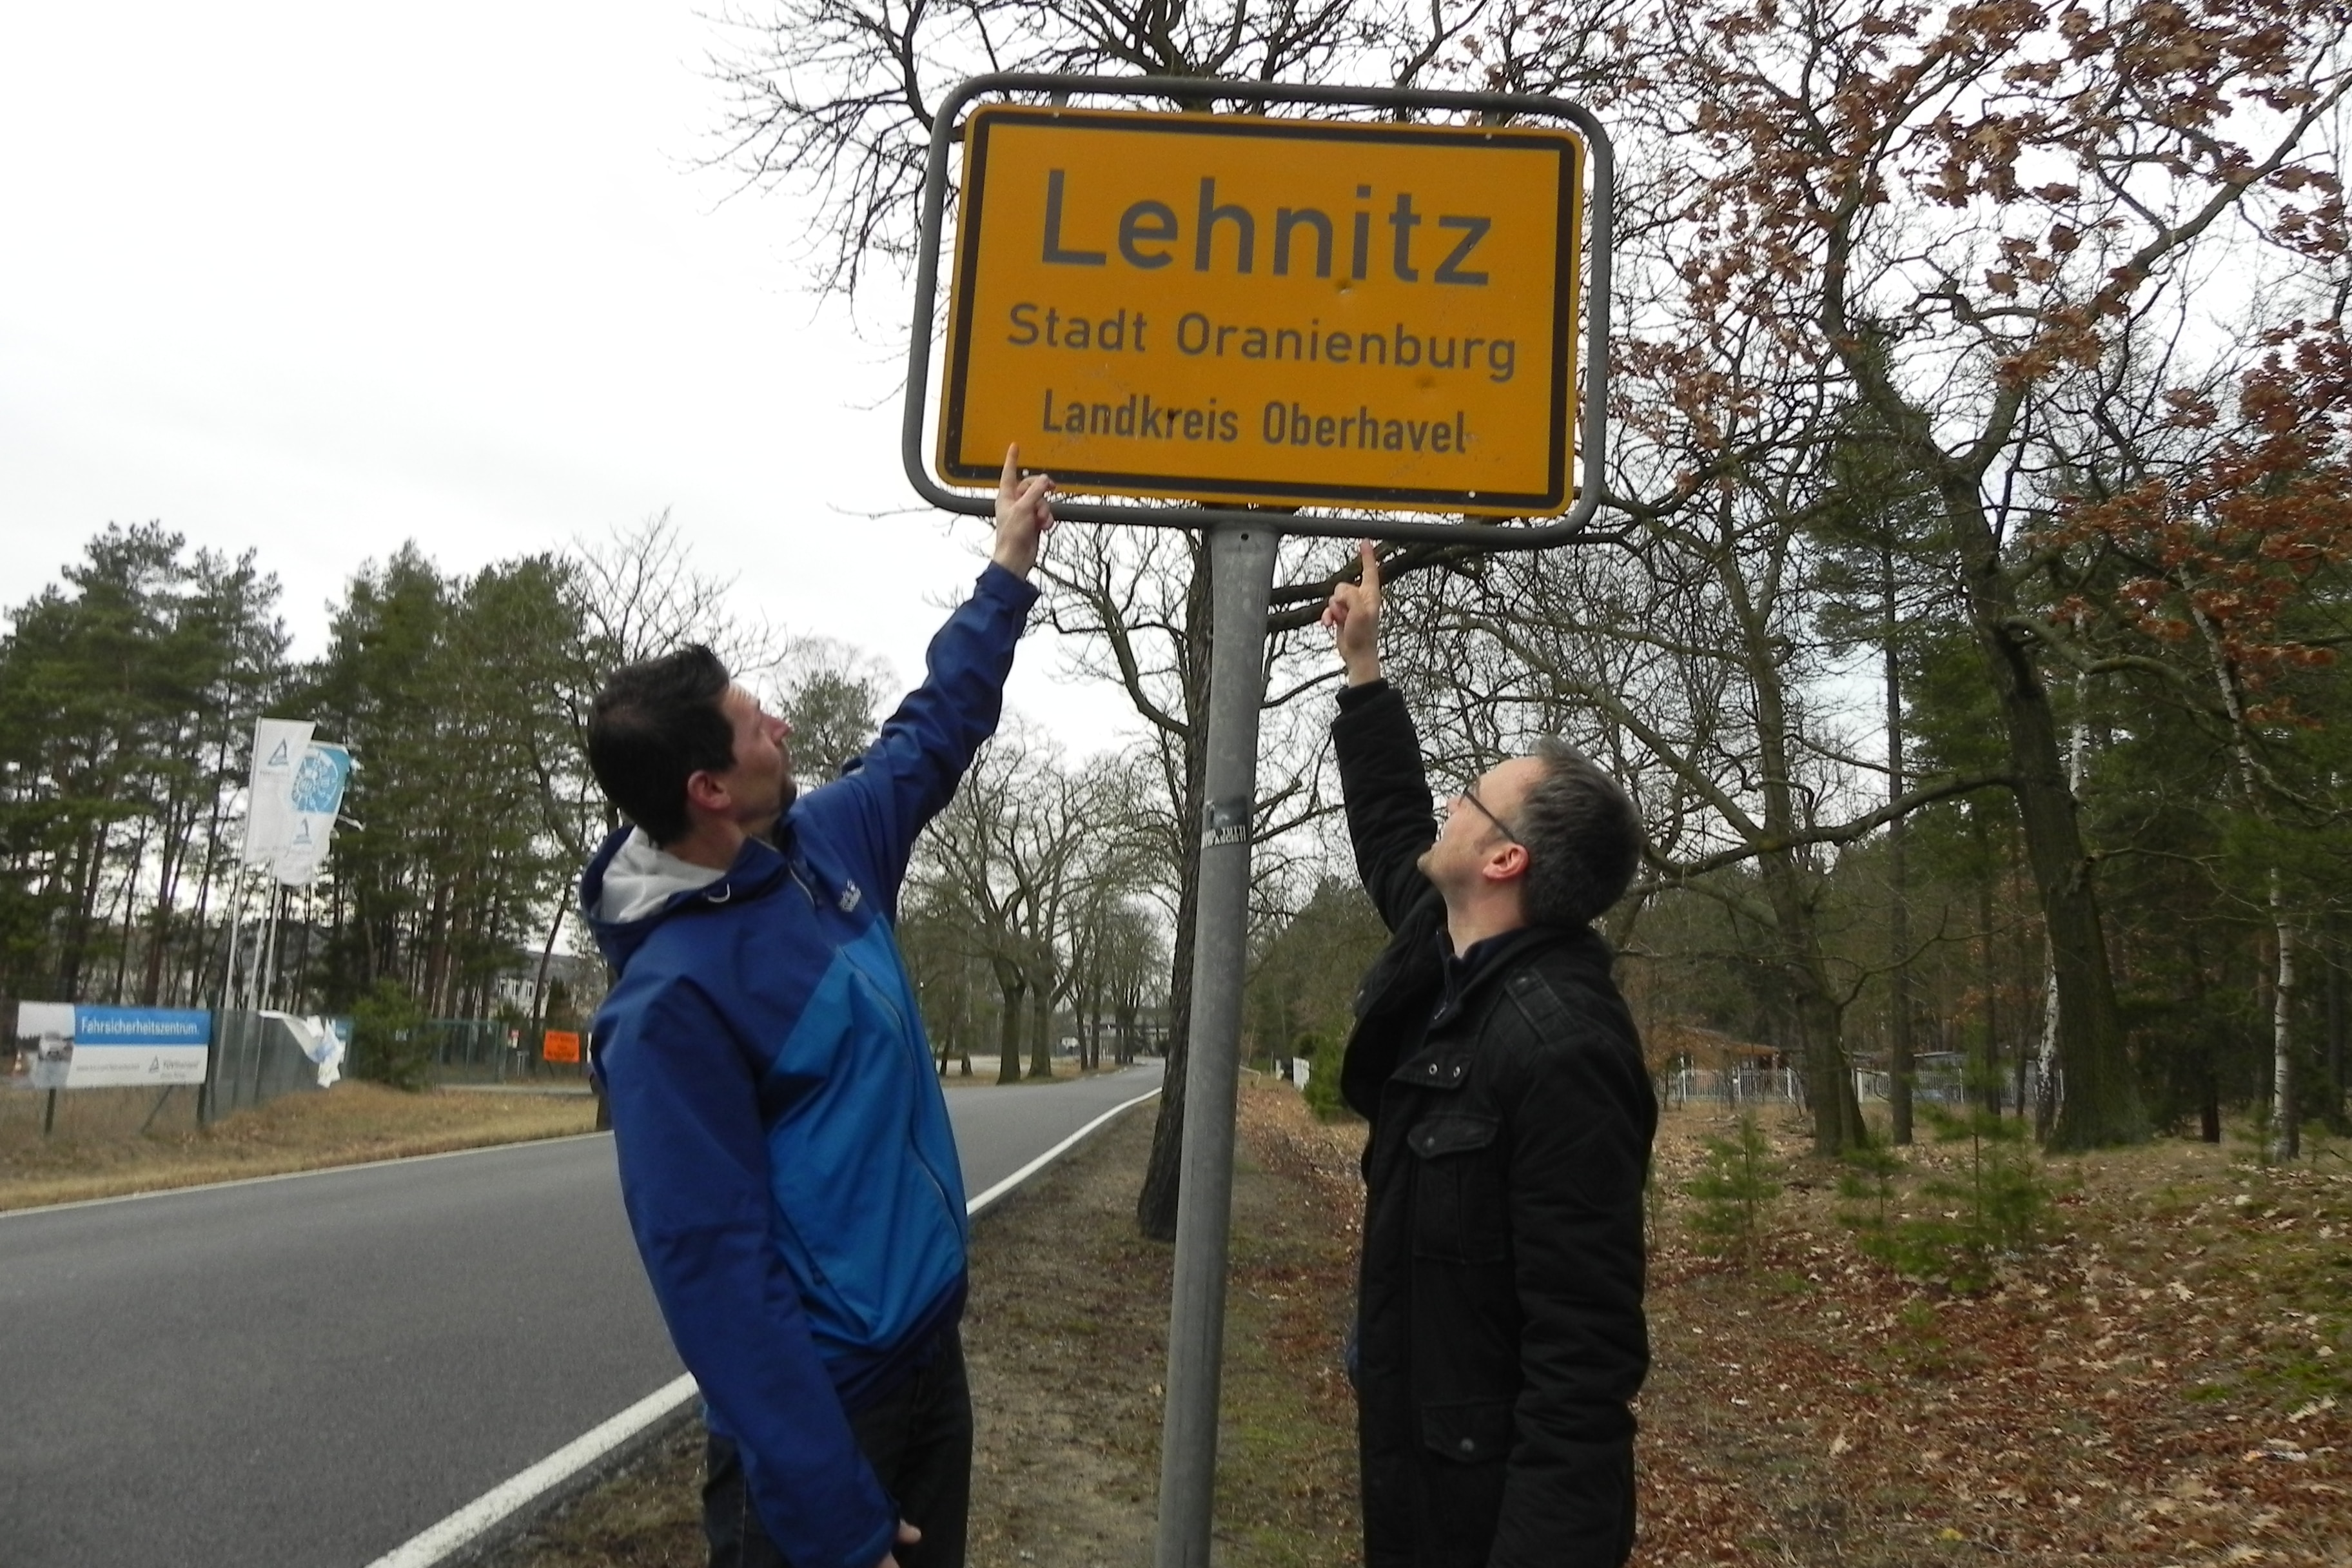 Lehnitz
Stadt Oranienburg
Landkreis Oberhavel
Fahrsicherheitszentrum.